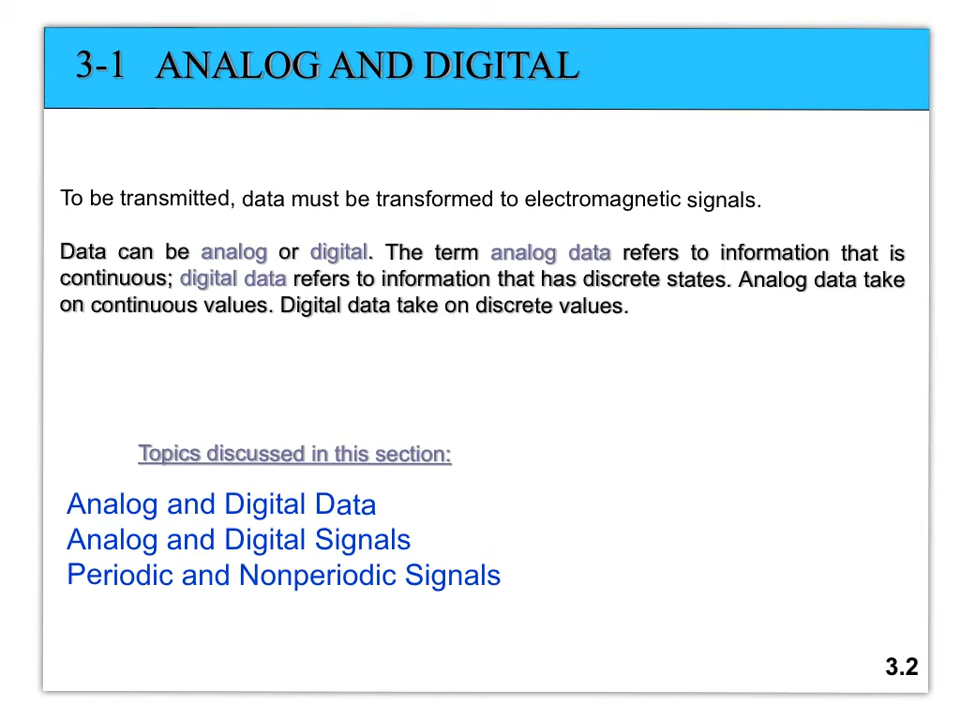 3-1 ANALOG AND DIGITAL
To be transmitted, data must be transformed to electromagnetic signals.
Data can be analog or digital. The term analog data refers to information that is
continuous; digital data refers to information that has discrete states. Analog data take
on continuous values. Digital data take on discrete values.
Topics discussed in this section:
Analog and Digital Data
Analog and Digital Signals
Periodic and Nonperiodic Signals
3.2